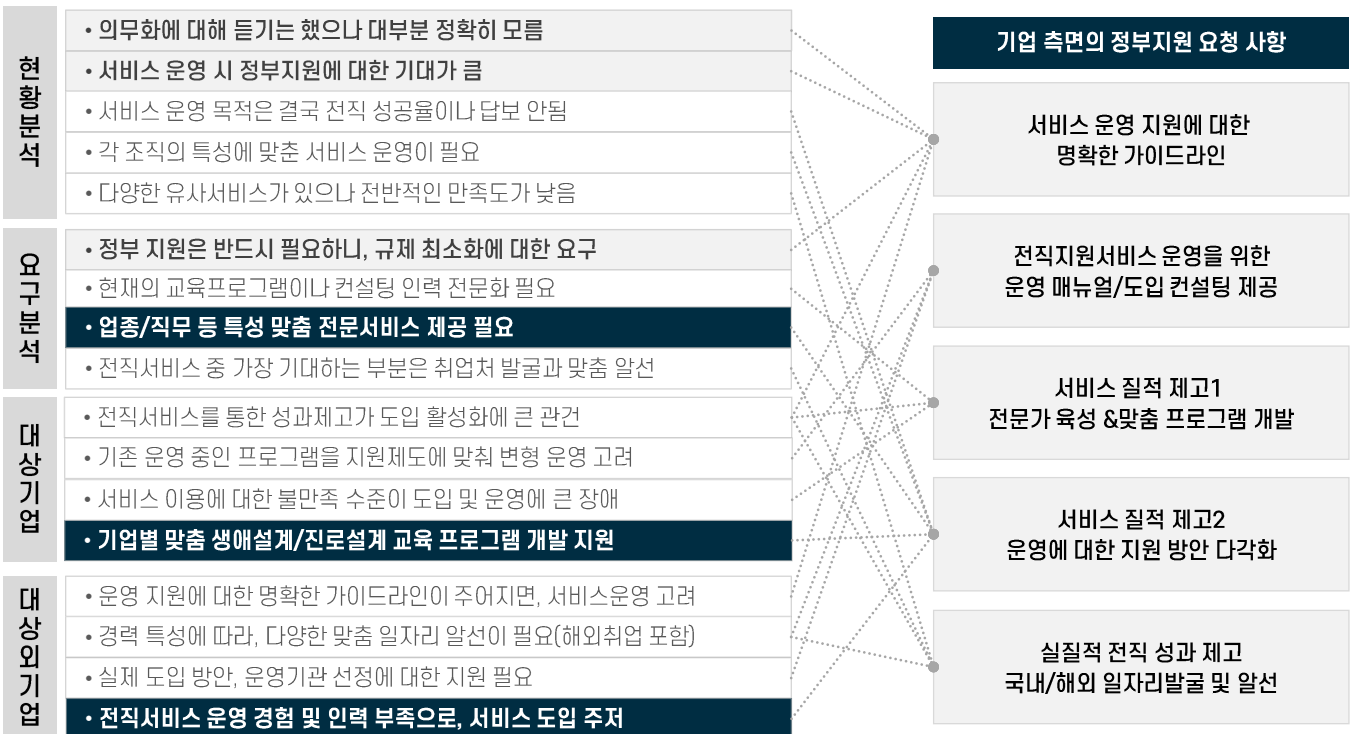 현황분석
• 의무화에 대해 듣기는 했으나 대부분 정확히 모름
• 서비스 운영 시 정부지원에 대한 기대가 큼
• 서비스 운영 목적은 결국 전직 성공율이나 답보 안됨
• 각 조직의 특성에 맞춘 서비스 운영이 필요
• 다양한 유사서비스가 있으나 전반적인 만족도가 낮음
요구분석
• 정부 지원은 반드시 필요하니, 규제 최소화에 대한 요구
• 현재의 교육프로그램이나 컨설팅 인력 전문화 필요
• 업종/직무 등 특성 맞춤 전문서비스 제공 필요
• 전직서비스 중 가장 기대하는 부분은 취업처 발굴과 맞춤 알선
대상기업
• 전직서비스를 통한 성과제고가 도입 활성화에 큰 관건
• 기존 운영 중인 프로그램을 지원제도에 맞춰 변형 운영 고려
• 서비스 이용에 대한 불만족 수준이 도입 및 운영에 큰 장애
• 기업별 맞춤 생애설계/진로설계 교육 프로그램 개발 지원
대상외기업
• 운영 지원에 대한 명확한 가이드라인이 주어지면, 서비스운영 고려
• 경력 특성에 따라, 다양한 맞춤 일자리 알선이 필요(해외취업 포함)
• 실제 도입 방안, 운영기관 선정에 대한 지원 필요
• 전직서비스 운영 경험 및 인력 부족으로, 서비스 도입 주저
기업 측면의 정부지원 요청 사항
서비스 운영 지원에 대한
명확한 가이드라인
전직지원서비스 운영을 위한
운영 매뉴얼/도입 컨설팅 제공
서비스 질적 제고1
전문가 육성 &맞춤 프로그램 개발
서비스 질적 제고2
운영에 대한 지원 방안 다각화
실질적 전직 성과 제고
국내/해외 일자리발굴 및 알선